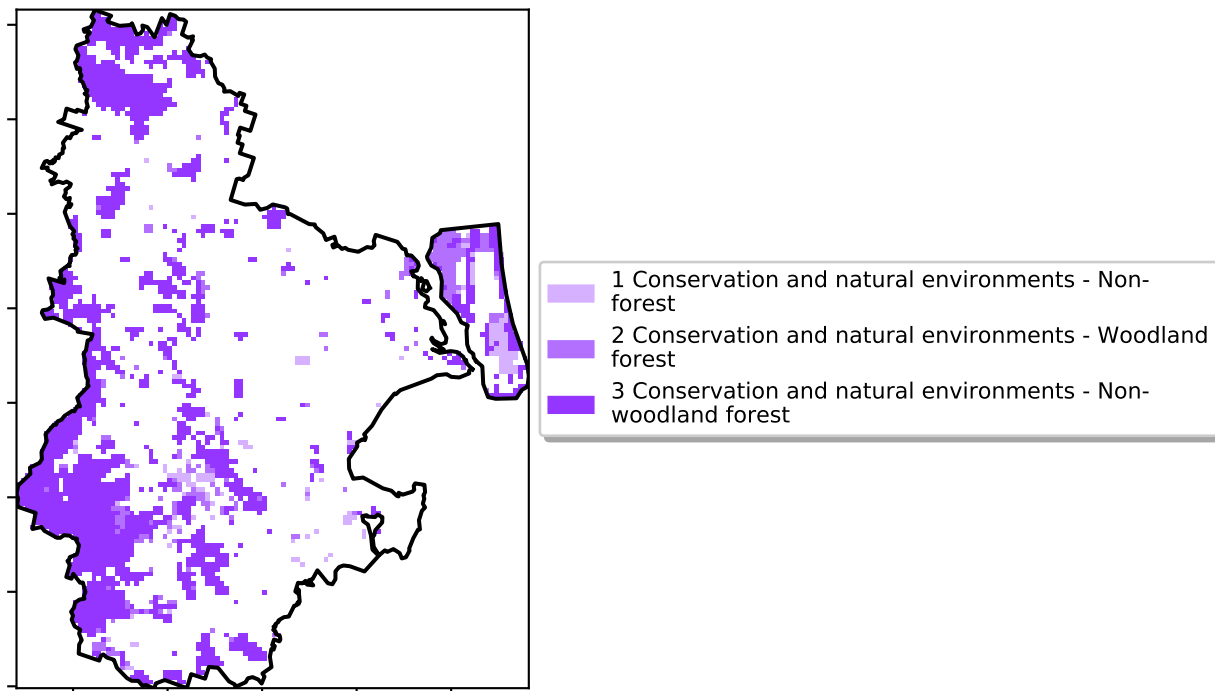 1 Conservation and natural environments - Non-
forest
2 Conservation and natural environments - Woodland
forest
3 Conservation and natural environments - Non-
woodland forest